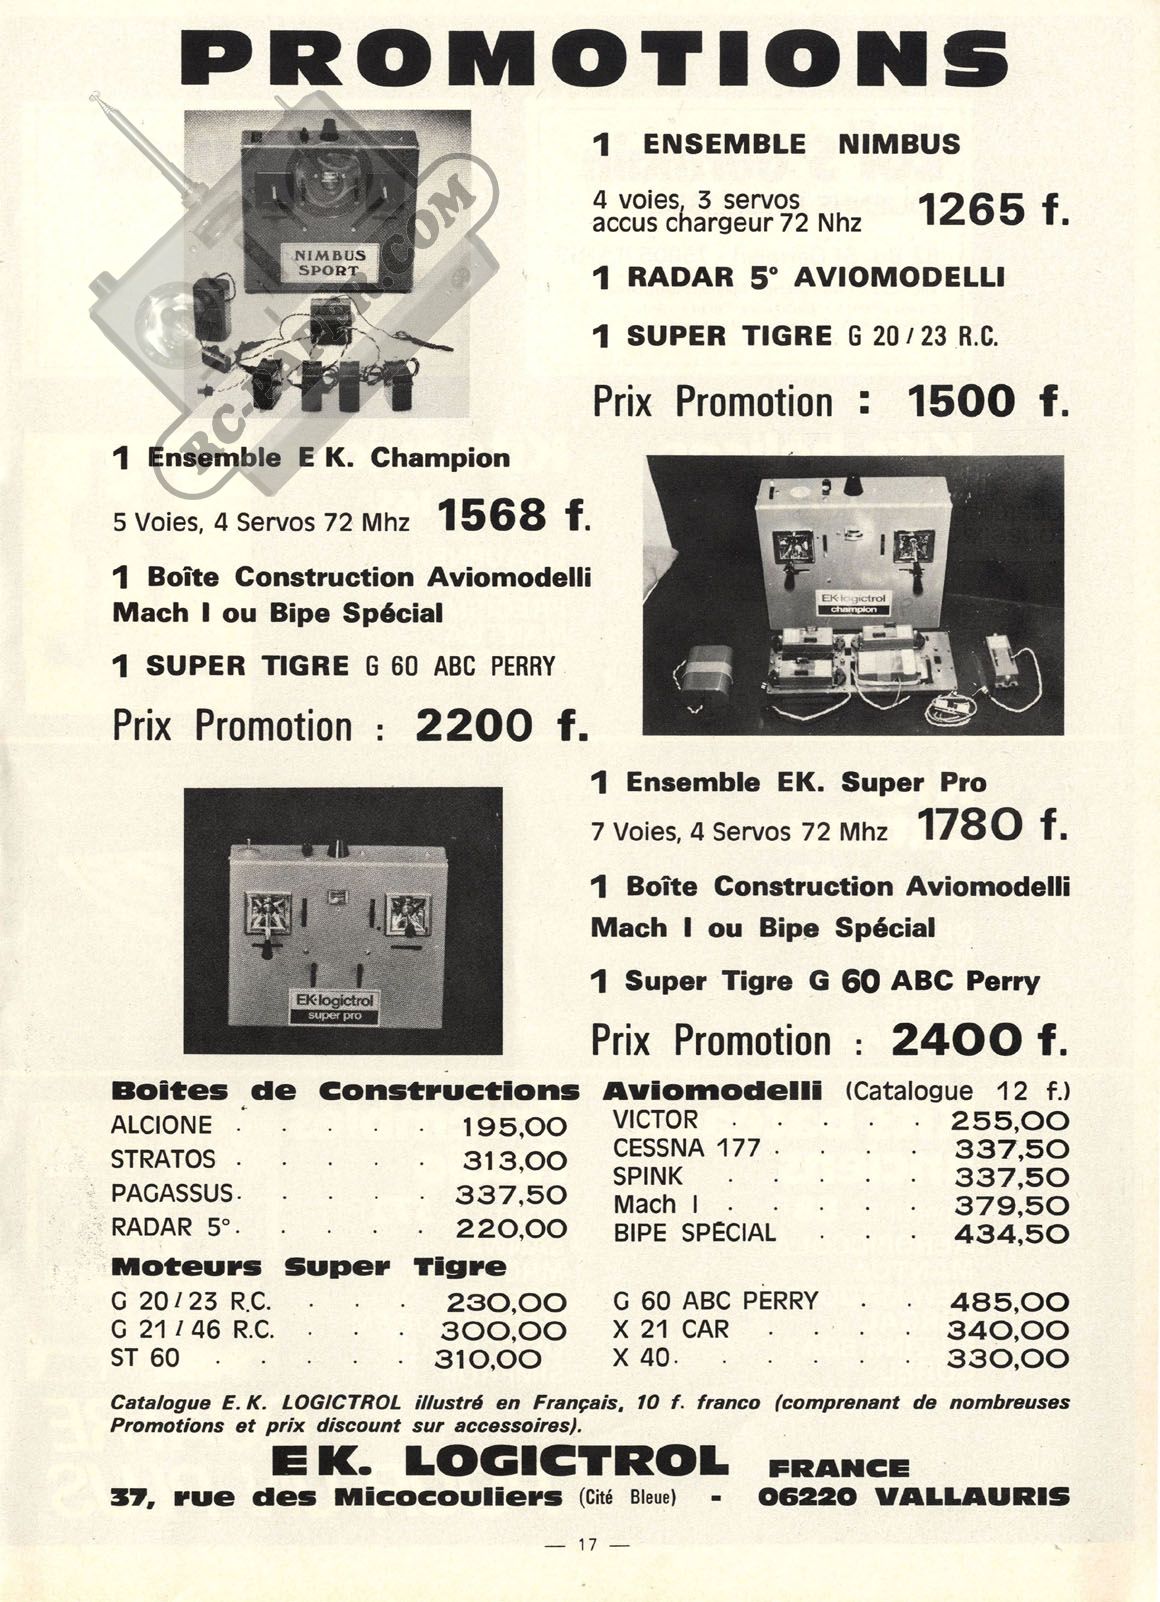 PROMOTIONS
NIMBUS
SPORT
RC-PAPER.COM
1 ENSEMBLE NIMBUS
4 voies, 3 servos
accus chargeur 72 Nhz 1265 f.
1 RADAR 5° AVIOMODELLI
1 SUPER TIGRE G 20/23 R.C.
Prix Promotion : 1500 f.
1 Ensemble E K. Champion
5 Voies, 4 Servos 72 Mhz 1568 f.
1 Boîte Construction Aviomodelli
Mach I ou Bipe Spécial
1 SUPER TIGRE G 60 ABC PERRY
Prix Promotion : 2200 f.
EK-logictrol
champion
1 Ensemble EK. Super Pro
7 Voies, 4 Servos 72 Mhz 1780 f.
1 Boîte Construction Aviomodelli
Mach I ou Bipe Spécial
1 Super Tigre G 60 ABC Perry
Prix Promotion : 2400 f.
EK-logictrol
super pro
Boîtes de Constructions Aviomodelli (Catalogue 12 f.)
ALCIONE . . . . . 195,00
STRATOS . . . . . 313,00
PAGASSUS . . . . . 337,50
RADAR 5° . . . . . 220,00
VICTOR . . . . . 255,00
CESSNA 177 . . . . 337,50
SPINK . . . . . 337,50
Mach I . . . . . 379,50
BIPE SPÉCIAL . . . 434,50
Moteurs Super Tigre
G 20/23 R.C. . . . 230,00
G 21/46 R.C. . . . 300,00
ST 60 . . . . . 310,00
G 60 ABC PERRY . . 485,00
X 21 CAR . . . . 340,00
X 40 . . . . . . 330,00
Catalogue E. K. LOGICTROL illustré en Français, 10 f. franco (comprenant de nombreuses
Promotions et prix discount sur accessoires).
EK. LOGICTROL FRANCE
37, rue des Micocouliers (Cité Bleue) - 06220 VALLAURIS
— 17 —